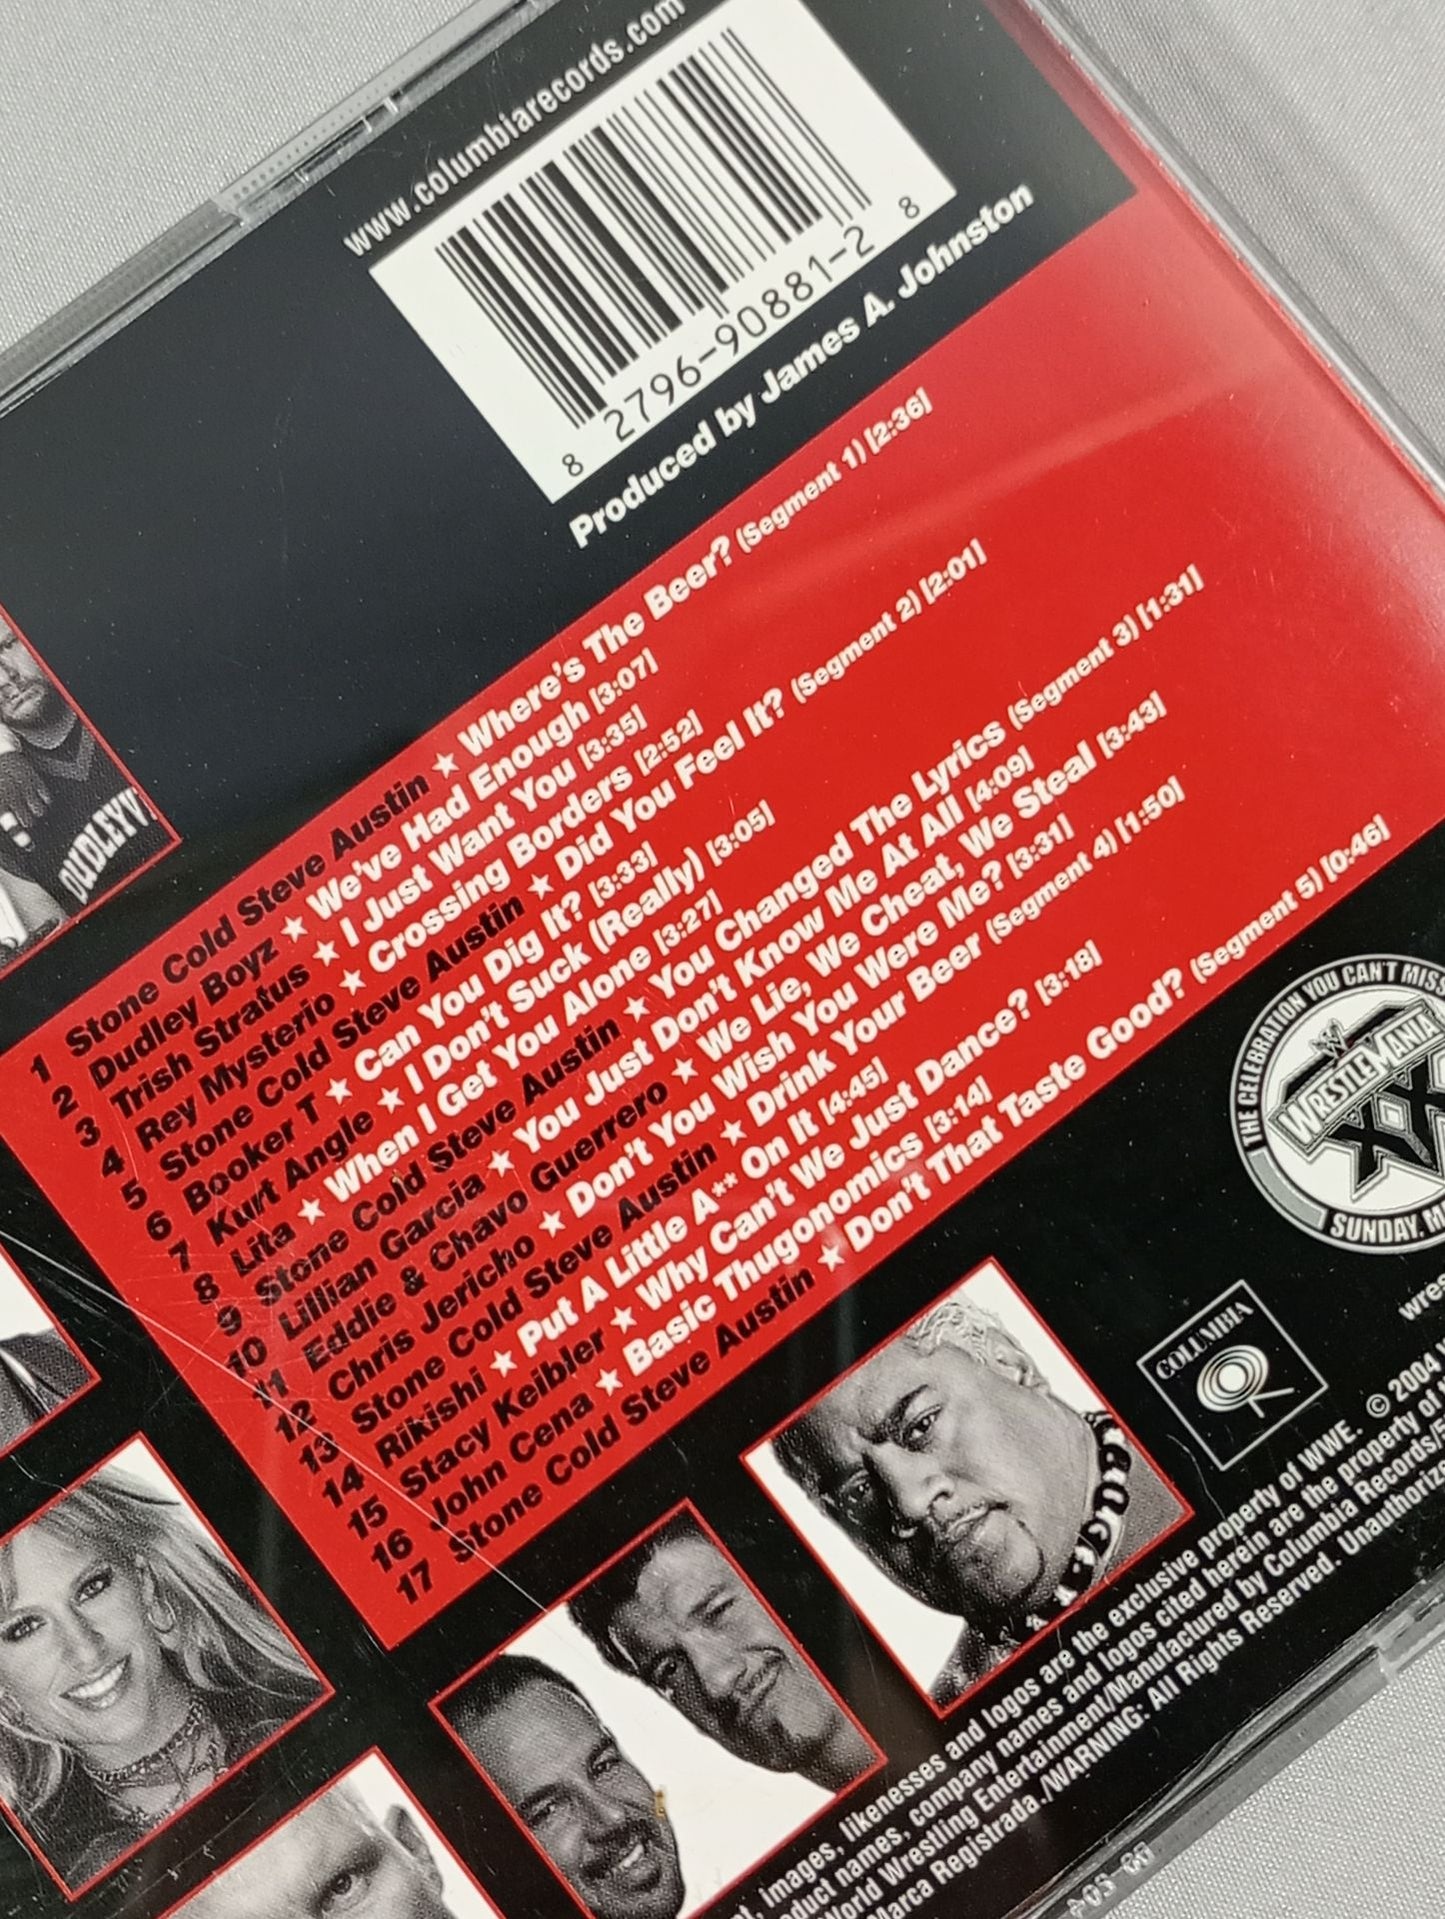 www.columbiarecords.com
8 27796-90881-2 8
Produced by James A. Johnston
1 Stone Cold Steve Austin ★ Where's The Beer? (Segment 1) [2:36]
2 Dudley Boyz ★ We've Had Enough [3:07]
3 Trish Stratus ★ I Just Want You [3:35]
4 Rey Mysterio ★ Crossing Borders [2:52]
5 Stone Cold Steve Austin ★ Did You Feel It? (Segment 2) [2:01]
6 Booker T ★ Can You Dig It? [3:33]
7 Kurt Angle ★ I Don't Suck (Really) [3:05]
8 Lita ★ When I Get You Alone [3:27]
9 Stone Cold Steve Austin ★ You Changed The Lyrics (Segment 3) [1:31]
10 Lillian Garcia ★ You Just Don't Know Me At All [4:09]
11 Eddie & Chavo Guerrero ★ We Lie, We Cheat, We Steal [3:43]
12 Chris Jericho ★ Don't You Wish You Were Me? [3:31]
13 Stone Cold Steve Austin ★ Drink Your Beer (Segment 4) [1:50]
14 Rikishi ★ Put A Little A** On It [4:45]
15 Stacy Keibler ★ Why Can't We Just Dance? [3:18]
16 John Cena ★ Basic Thugonomics [3:14]
17 Stone Cold Steve Austin ★ Don't That Taste Good? (Segment 5) [0:46]
DUDLEYV
THE CELEBRATION YOU CAN'T MISS
WRESTLEMANIA
XX
SUNDAY, M
COLUMBIA
wres
images, likenesses and logos are the exclusive property of WWE. © 2004
product names, company names and logos cited herein are the property of
World Wrestling Entertainment/Manufactured by Columbia Records/5
Marca Registrada./WARNING: All Rights Reserved. Unauthorize